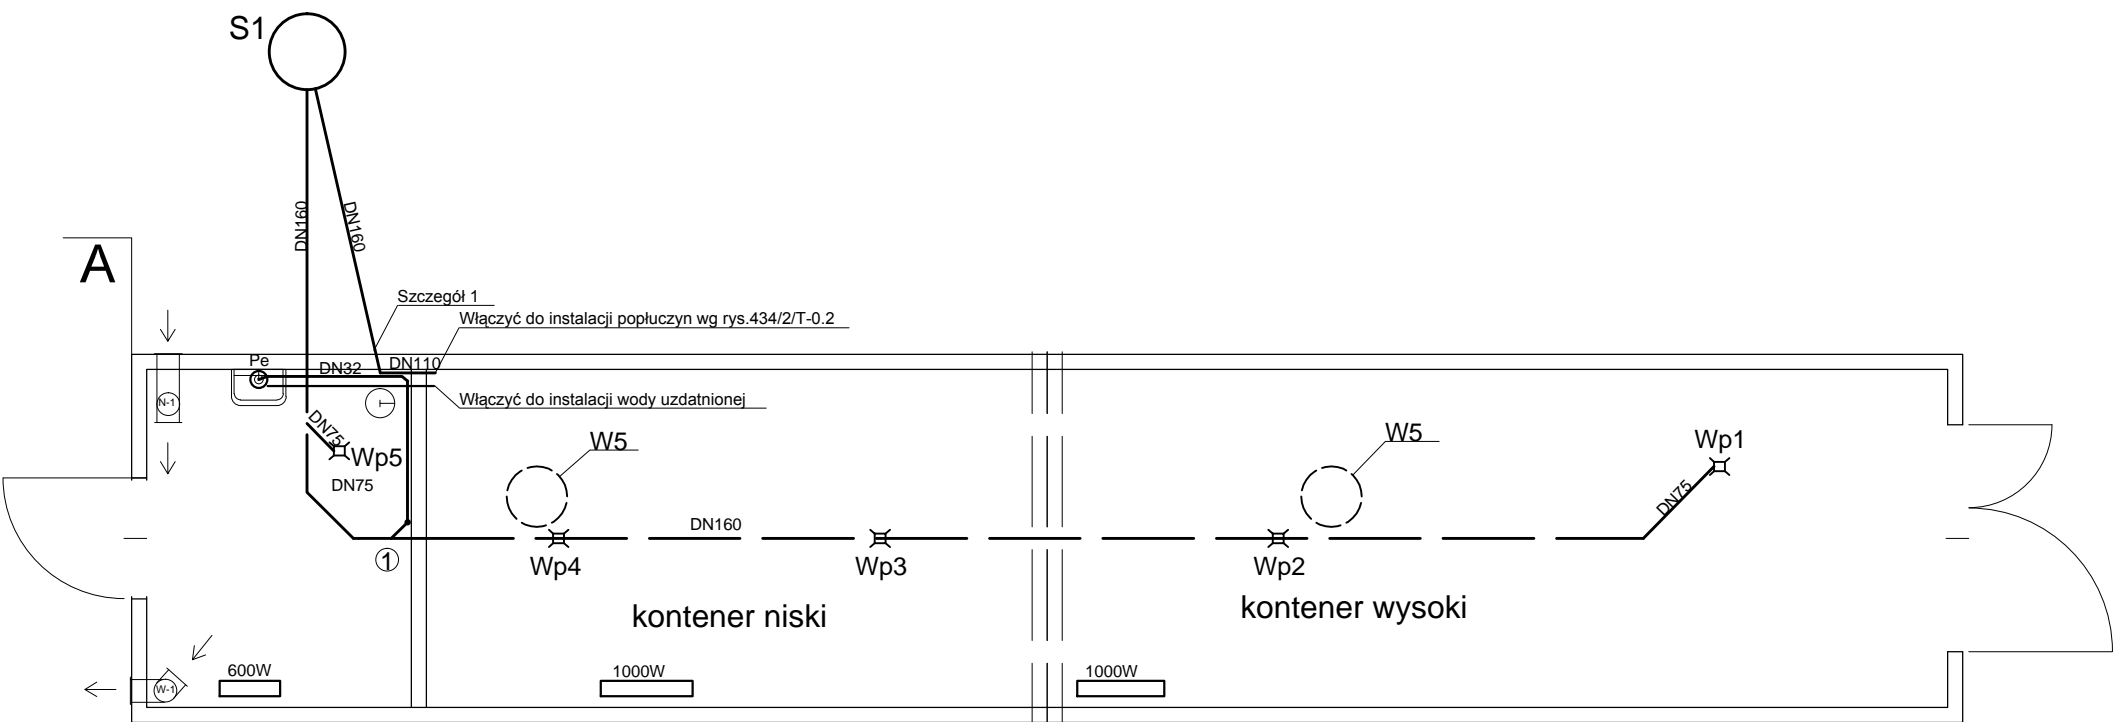 S1
DN160
DN160
A
Szczegół 1
Włączyć do instalacji popłuczyn wg rys.434/2/T-0.2
Pe
DN32
DN110
N-1
Włączyć do instalacji wody uzdatnionej
DN75
Wp5
DN75
W5
W5
Wp1
DN75
DN160
1
Wp4
Wp3
Wp2
kontener niski
kontener wysoki
600W
1000W
1000W
W-1